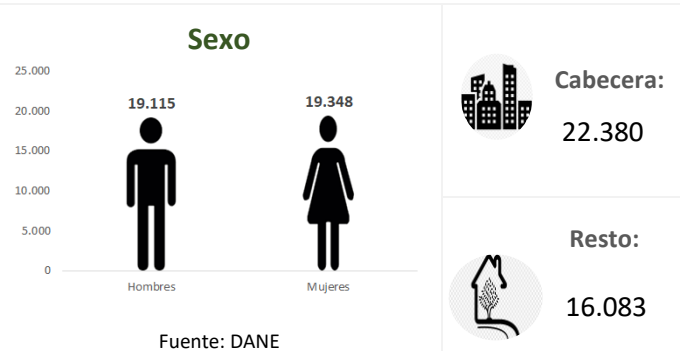 Sexo
25.000
20.000
15.000
10.000
5.000
0
19.115
19.348
Hombres
Mujeres
Fuente: DANE
Cabecera:
22.380
Resto:
16.083